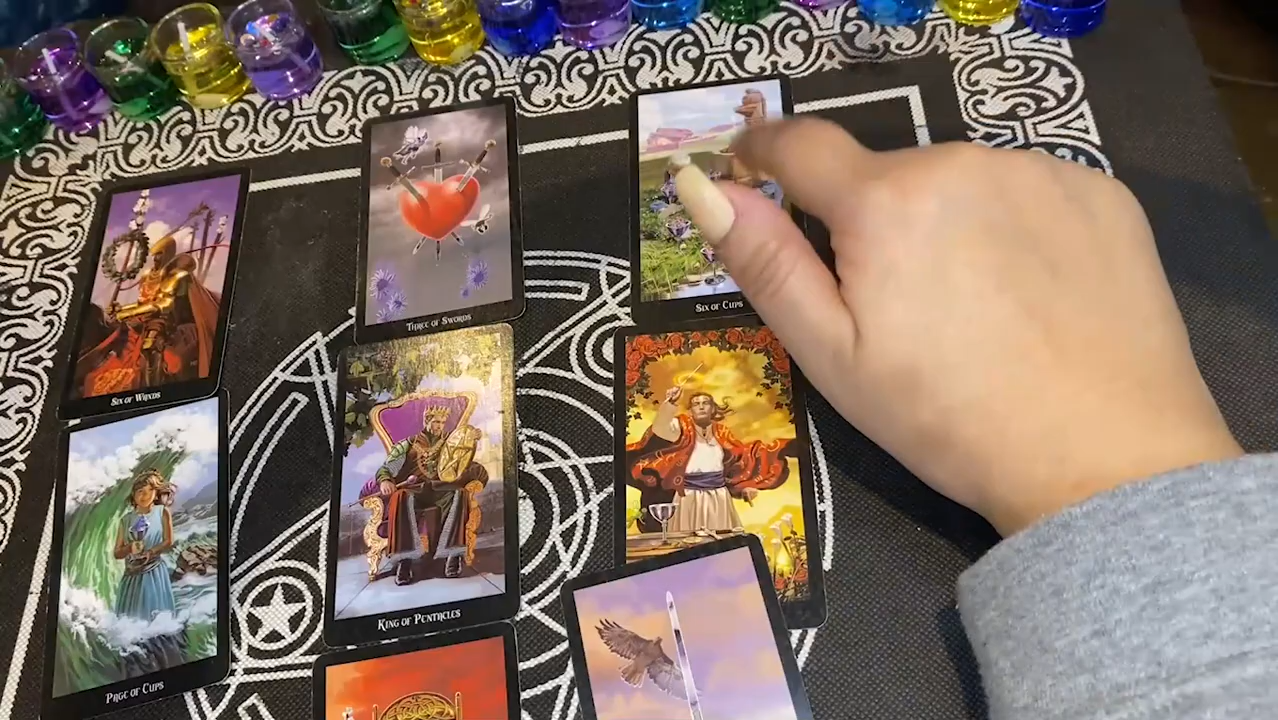 Three of Swords
Six of Cups
Six of Wands
King of Pentacles
Page of Cups